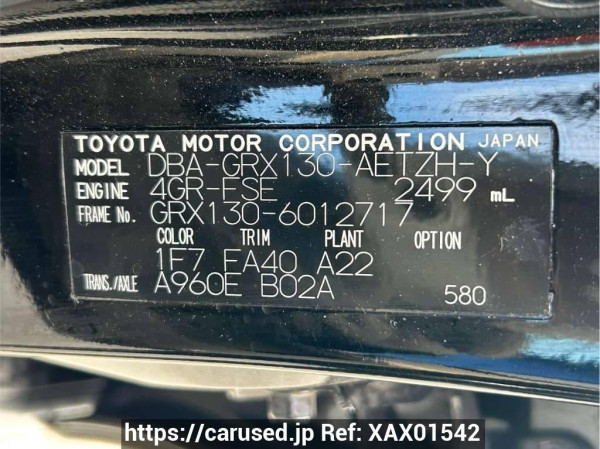 TOYOTA MOTOR CORPORATION JAPAN
MODEL DBA-GRX130-AETZH-Y
ENGINE 4GR-FSE 2499 mL
FRAME No. GRX130-6012717
COLOR TRIM PLANT OPTION
1F7 FA40 A22
TRANS./AXLE A960E B02A 580
https://carused.jp Ref: XAX01542